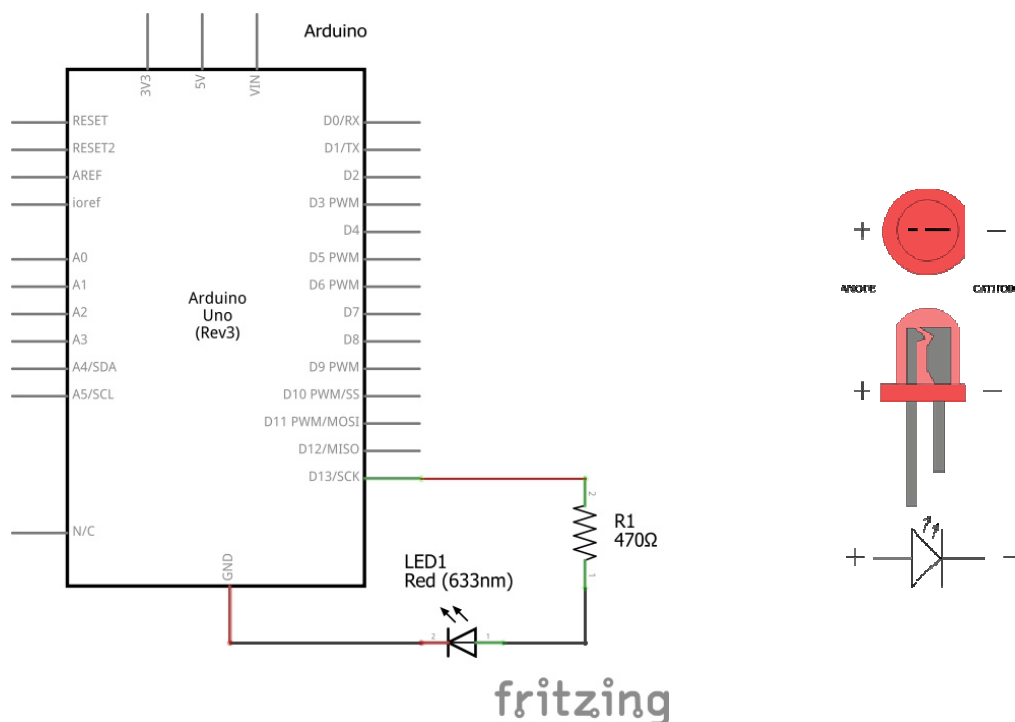 Arduino
3V3
5V
VIN
RESET
RESET2
AREF
ioref
A0
A1
A2
A3
A4/SDA
A5/SCL
N/C
Arduino
Uno
(Rev3)
D0/RX
D1/TX
D2
D3 PWM
D4
D5 PWM
D6 PWM
D7
D8
D9 PWM
D10 PWM/SS
D11 PWM/MOSI
D12/MISO
D13/SCK
GND
2
R1
470Ω
1
LED1
Red (633nm)
2
1
+ −
ANODE
+ −
+ −
fritzing